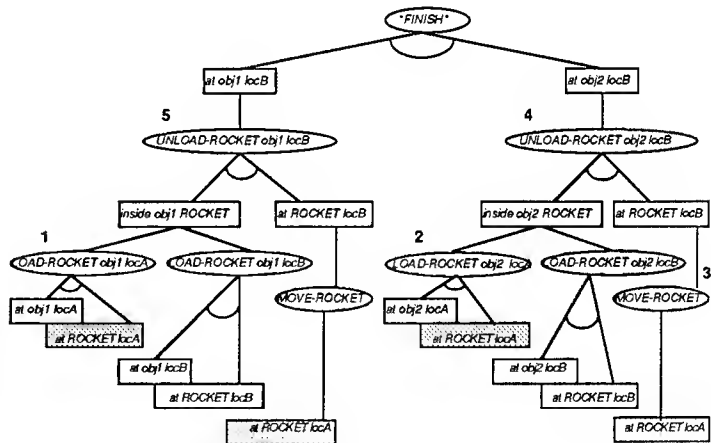 *FINISH*
at obj1 locB
at obj2 locB
5
4
UNLOAD-ROCKET obj1 locB
UNLOAD-ROCKET obj2 locB
inside obj1 ROCKET
at ROCKET locB
inside obj2 ROCKET
at ROCKET locB
1
2
LOAD-ROCKET obj1 locA
LOAD-ROCKET obj1 locB
LOAD-ROCKET obj2 locA
LOAD-ROCKET obj2 locB
3
at obj1 locA
MOVE-ROCKET
at obj2 locA
MOVE-ROCKET
at ROCKET locA
at ROCKET locA
at obj1 locB
at obj2 locB
at ROCKET locB
at ROCKET locB
at ROCKET locA
at ROCKET locA